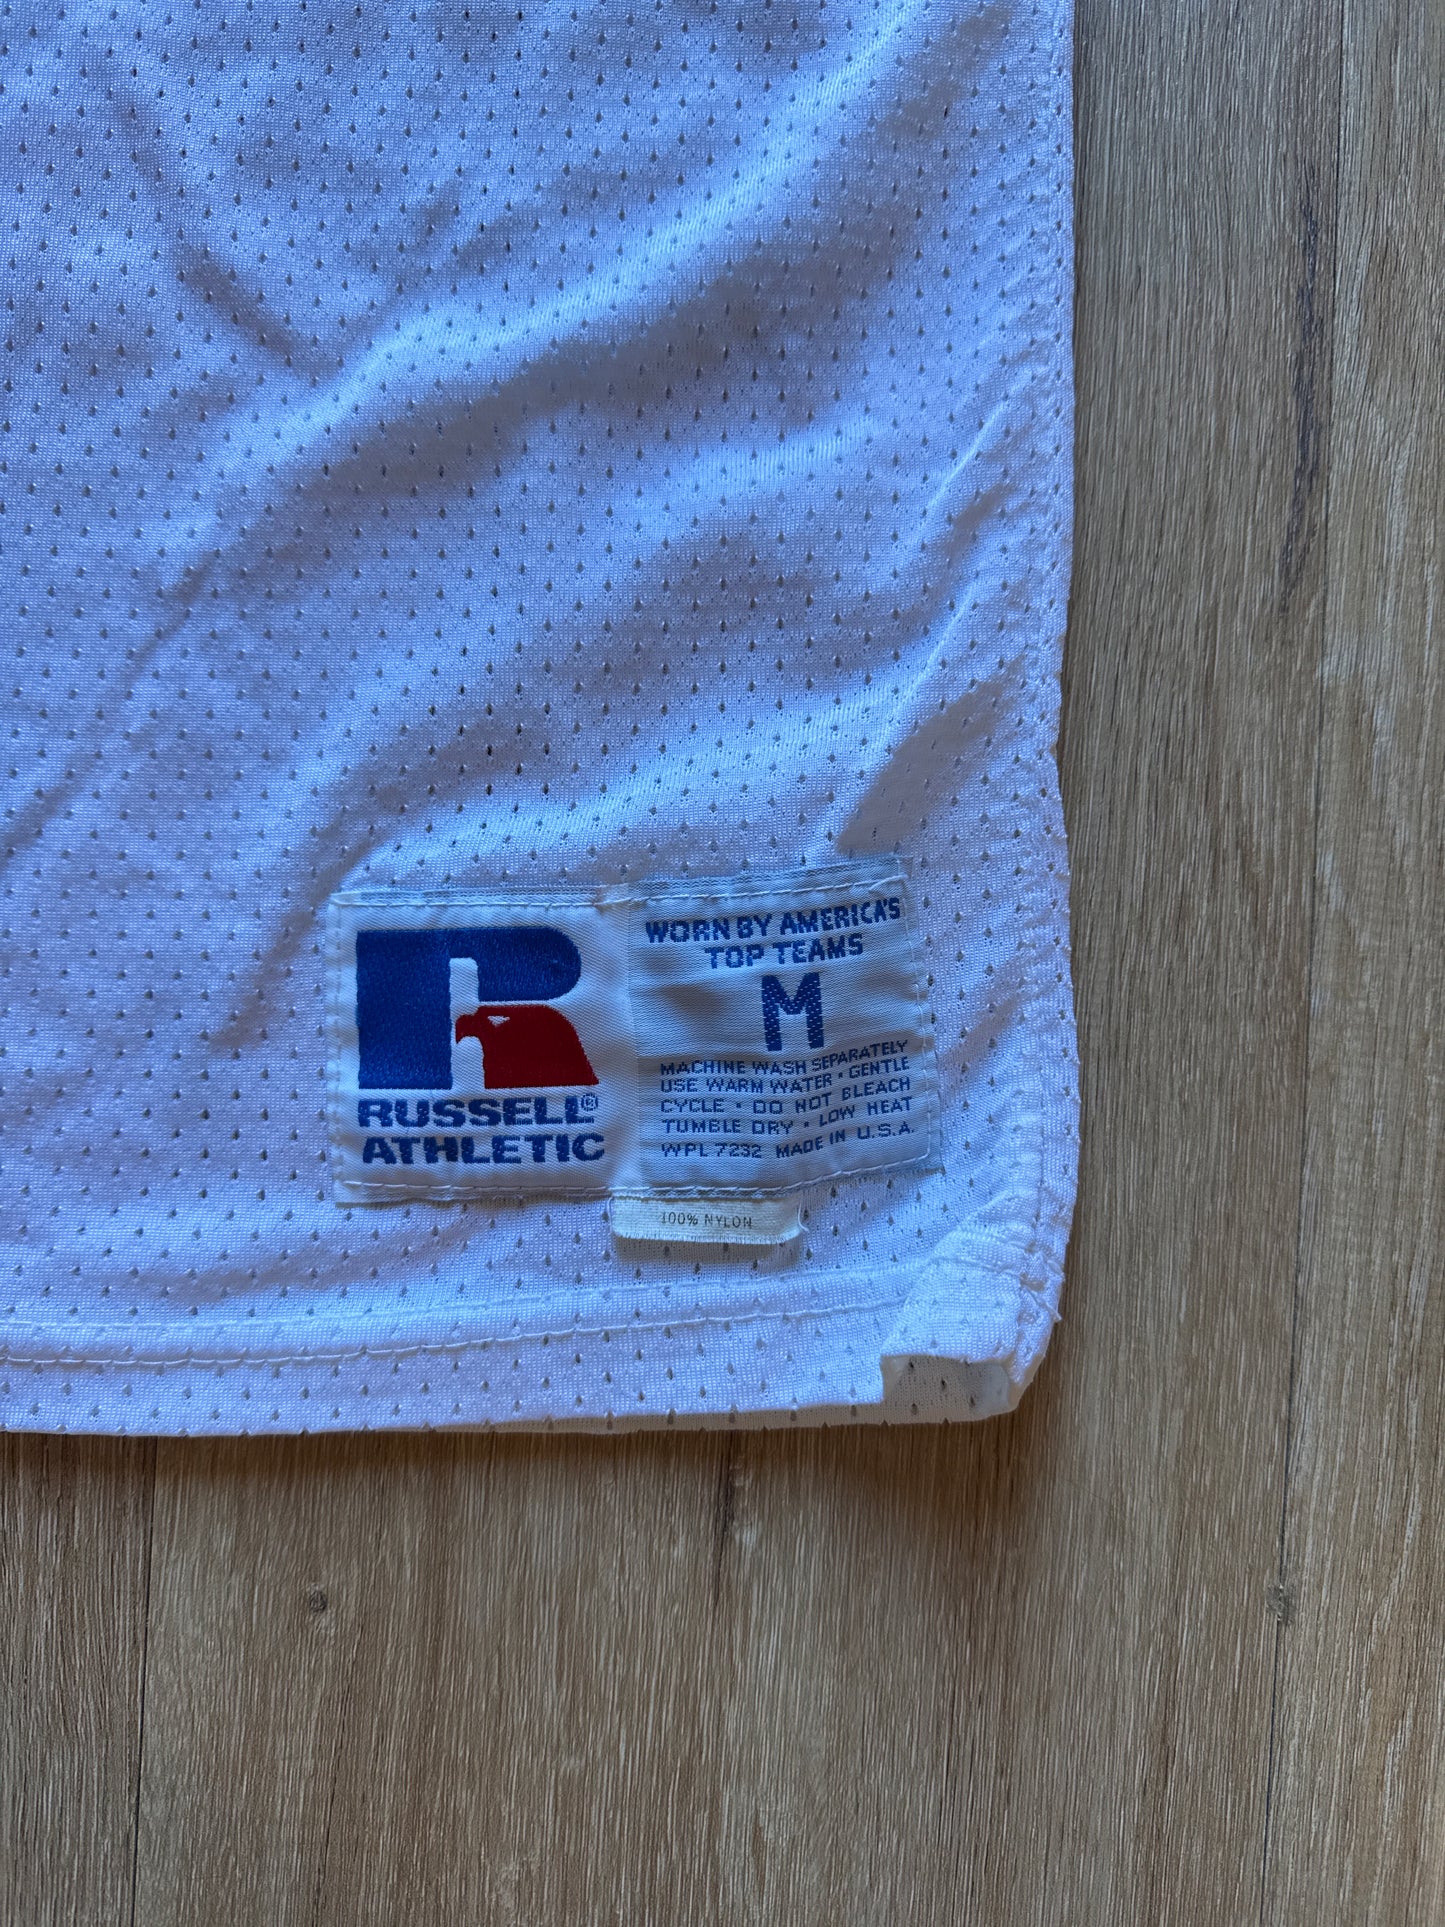 RUSSELL®
ATHLETIC
WORN BY AMERICA'S
TOP TEAMS
M
MACHINE WASH SEPARATELY
USE WARM WATER • GENTLE
CYCLE • DO NOT BLEACH
TUMBLE DRY • LOW HEAT
WPL 7232 MADE IN U.S.A.
100% NYLON